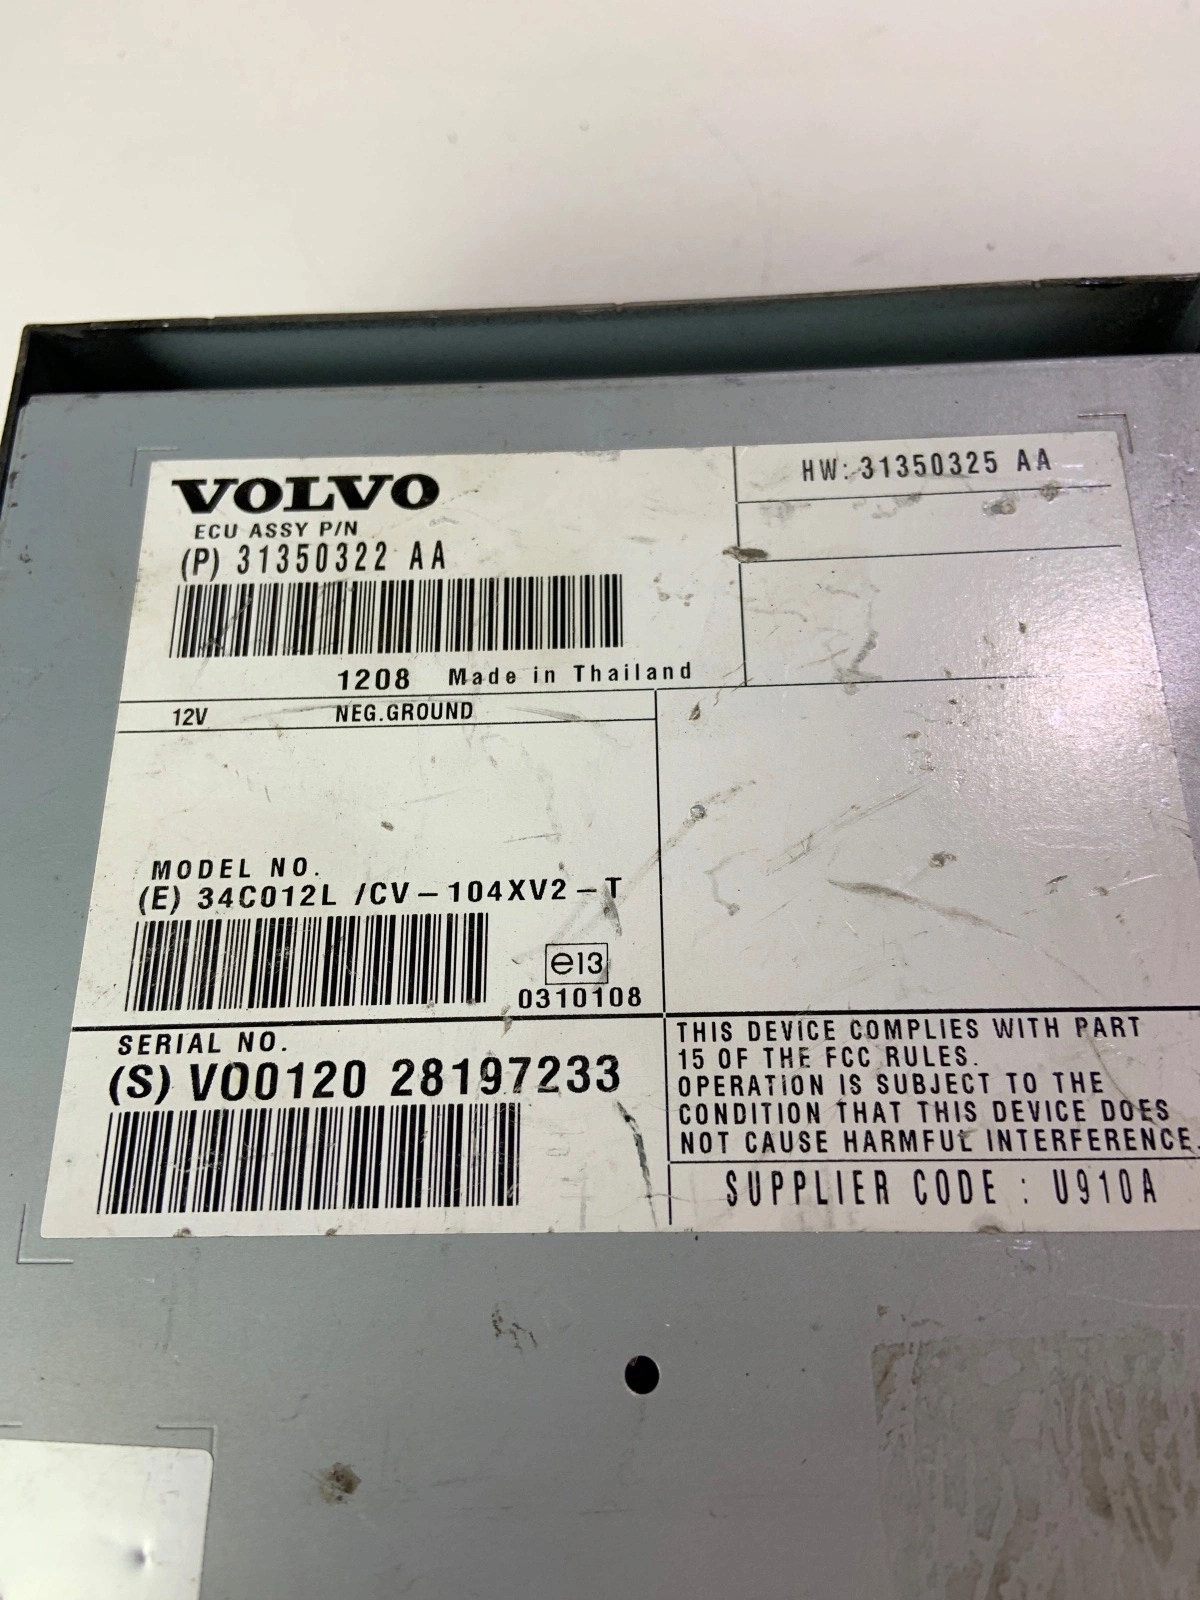 VOLVO
ECU ASSY P/N
(P) 31350322 AA
1208 Made in Thailand
HW: 31350325 AA
12V NEG.GROUND
MODEL NO.
(E) 34C012L /CV-104XV2-T
e13
0310108
SERIAL NO.
(S) VO0120 28197233
THIS DEVICE COMPLIES WITH PART
15 OF THE FCC RULES.
OPERATION IS SUBJECT TO THE
CONDITION THAT THIS DEVICE DOES
NOT CAUSE HARMFUL INTERFERENCE.
SUPPLIER CODE : U910A